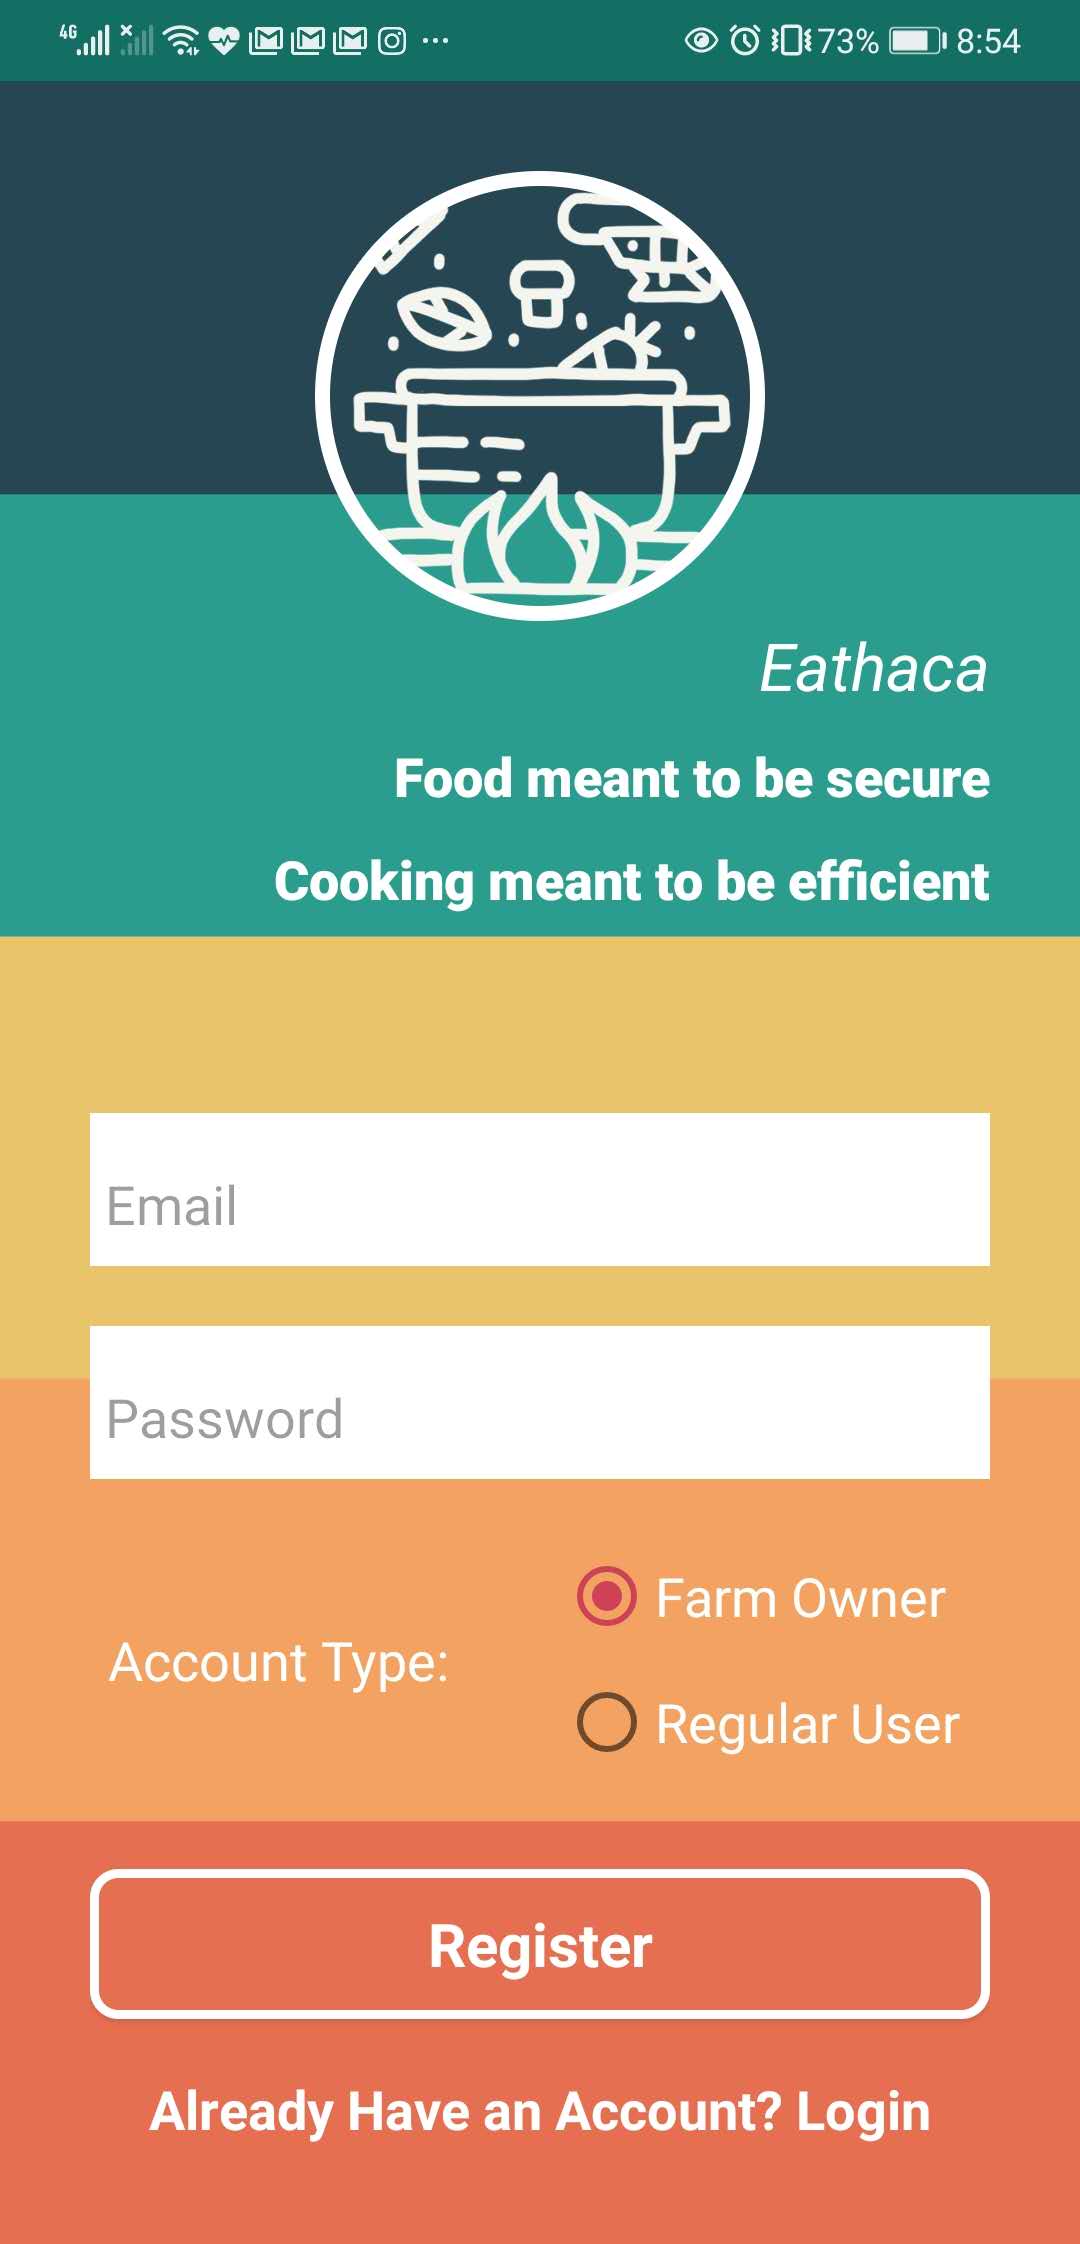 4G 73% 8:54
Eathaca
Food meant to be secure
Cooking meant to be efficient
Email
Password
Farm Owner
Account Type:
Regular User
Register
Already Have an Account? Login